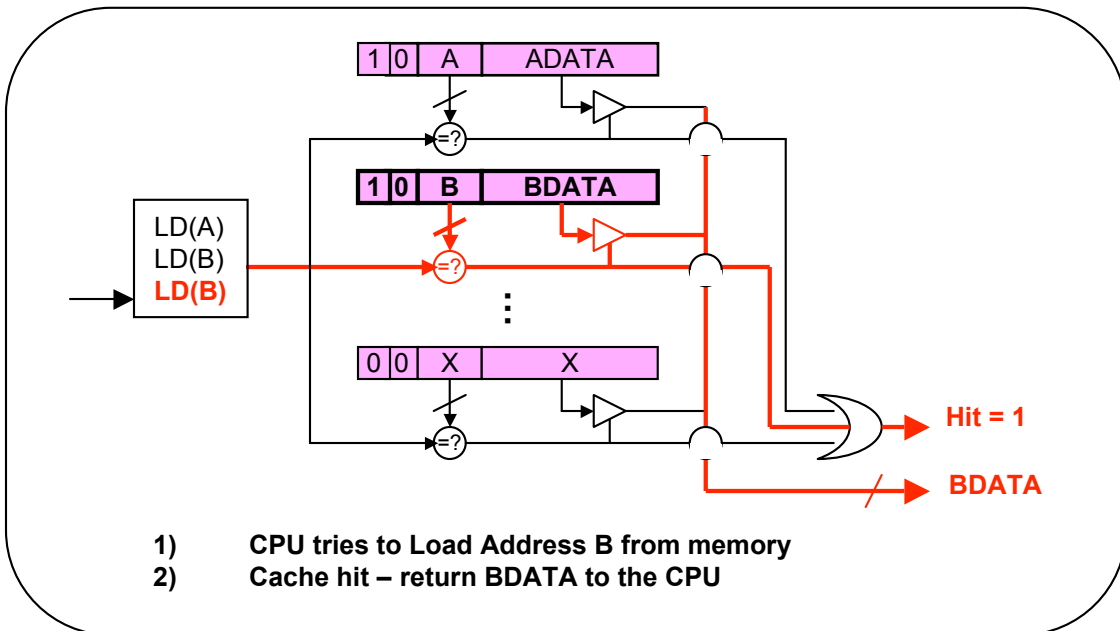 1 0 A ADATA
=?
1 0 B BDATA
LD(A)
LD(B)
LD(B)
=?
⋮
0 0 X X
=?
Hit = 1
BDATA
1) CPU tries to Load Address B from memory
2) Cache hit – return BDATA to the CPU